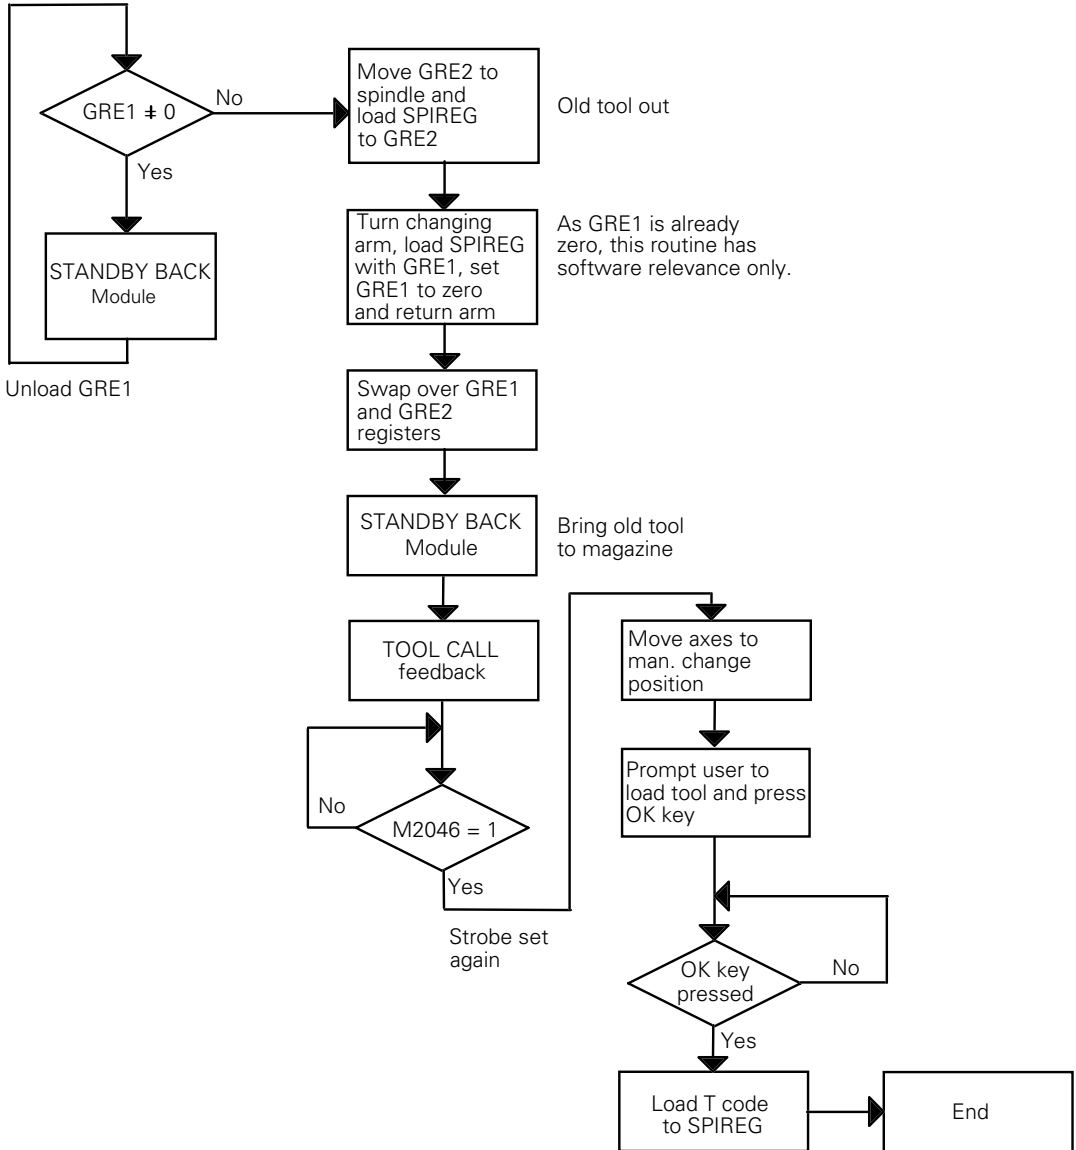 GRE1 ‡ 0
No
Yes
STANDBY BACK
Module
Unload GRE1
Move GRE2 to
spindle and
load SPIREG
to GRE2
Old tool out
Turn changing
arm, load SPIREG
with GRE1, set
GRE1 to zero
and return arm
As GRE1 is already
zero, this routine has
software relevance only.
Swap over GRE1
and GRE2
registers
STANDBY BACK
Module
Bring old tool
to magazine
TOOL CALL
feedback
No
M2046 = 1
Yes
Strobe set
again
Move axes to
man. change
position
Prompt user to
load tool and press
OK key
OK key
pressed
No
Yes
Load T code
to SPIREG
End